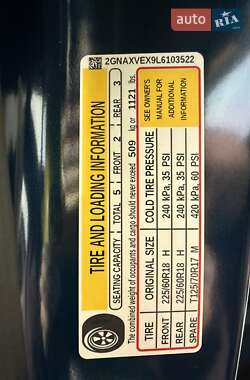 auto RIA
2GNAXVEX9L6103522
TIRE AND LOADING INFORMATION
SEATING CAPACITY TOTAL 5 FRONT 2 REAR 3
The combined weight of occupants and cargo should never exceed 509 kg or 1121 lbs.
TIRE ORIGINAL SIZE COLD TIRE PRESSURE
FRONT 225/60R18 H 240 kPa, 35 PSI
REAR 225/60R18 H 240 kPa, 35 PSI
SPARE T125/70R17 M 420 kPa, 60 PSI
SEE OWNER'S
MANUAL FOR
ADDITIONAL
INFORMATION